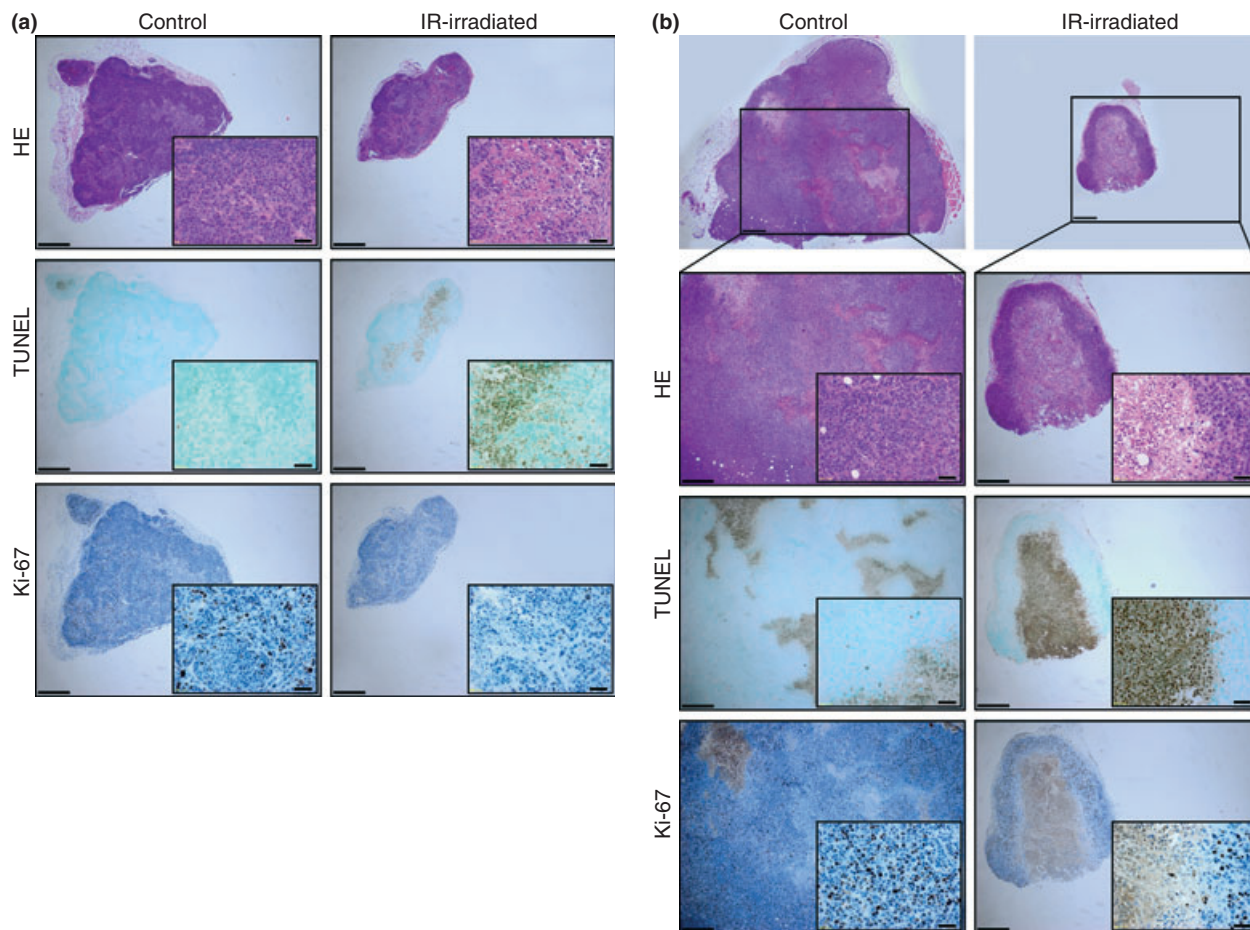 (a) Control IR-irradiated
HE
TUNEL
Ki-67
(b) Control IR-irradiated
HE
TUNEL
Ki-67